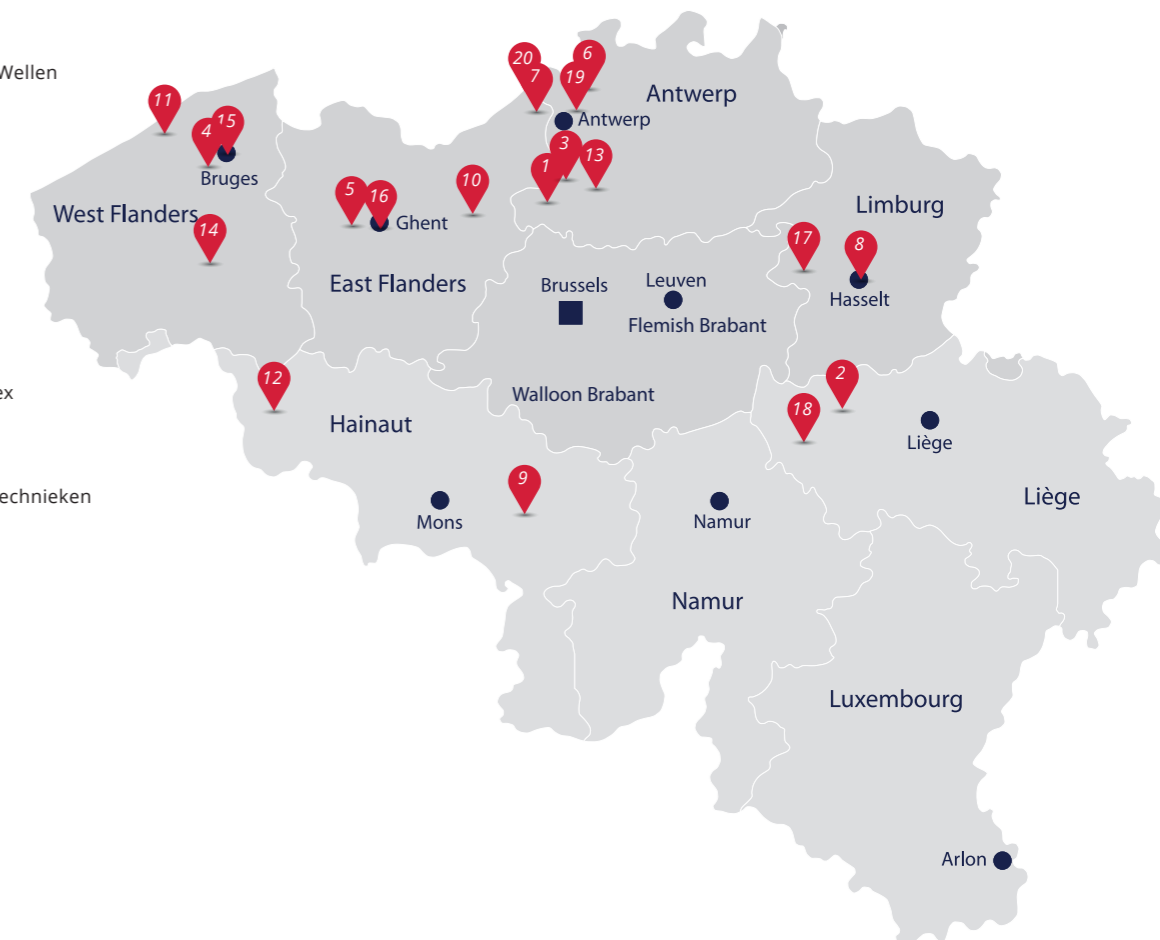 Wellen
ex
echnieken
20
6
7
19
Antwerp
11
15
4
Antwerp
3
13
1
Bruges
10
5
16
West Flanders
Limburg
Ghent
14
17
8
East Flanders
Brussels
Leuven
Hasselt
Flemish Brabant
12
2
Walloon Brabant
18
Hainaut
Liège
9
Liège
Mons
Namur
Namur
Luxembourg
Arlon